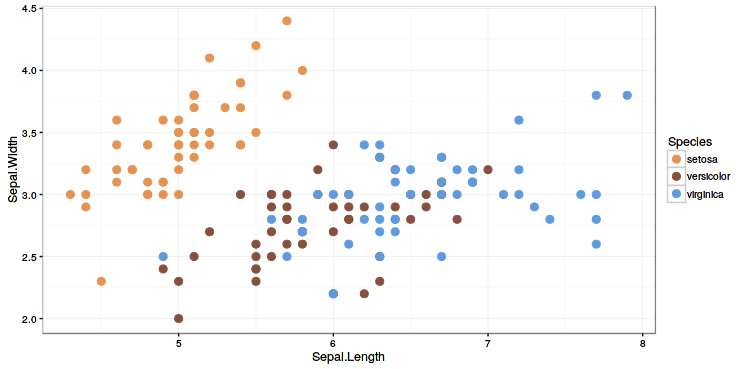 4.5
4.0
3.5
3.0
2.5
2.0
Sepal.Width
5
6
7
8
Sepal.Length
Species
setosa
versicolor
virginica